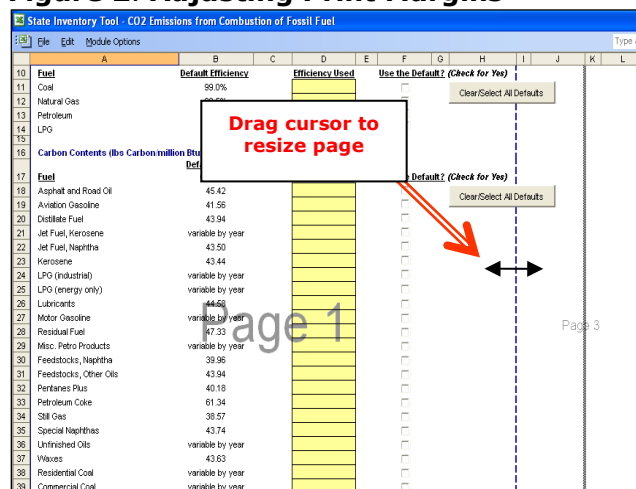 Figure 2. Adjusting Print Margins
State Inventory Tool - CO2 Emissions from Combustion of Fossil Fuel
File Edit Module Options Type
A B C D E F G H I J K L
10 Fuel Default Efficiency Efficiency Used Use the Default? (Check for Yes)
11 Coal 99.0%
Clear/Select All Defaults
12 Natural Gas
13 Petroleum
14 LPG
15
Drag cursor to
resize page
16 Carbon Contents (lbs Carbon/million Btu
17 Fuel Default? (Check for Yes)
18 Asphalt and Road Oil 45.42
Clear/Select All Defaults
19 Aviation Gasoline 41.56
20 Distillate Fuel 43.94
21 Jet Fuel, Kerosene variable by year
22 Jet Fuel, Naphtha 43.50
23 Kerosene 43.44
24 LPG (industrial) variable by year
25 LPG (energy only) variable by year
26 Lubricants 44.58
27 Motor Gasoline variable by year
Page 1
Page 3
28 Residual Fuel 47.33
29 Misc. Petro Products variable by year
30 Feedstocks, Naphtha 39.96
31 Feedstocks, Other Oils 43.94
32 Pentanes Plus 40.18
33 Petroleum Coke 61.34
34 Still Gas 38.57
35 Special Naphthas 43.74
36 Unfinished Oils variable by year
37 Waxes 43.63
38 Residential Coal variable by year
39 Commercial Coal variable by year